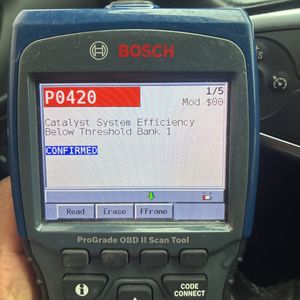 BOSCH
P0420
1/5
Mod $00
Catalyst System Efficiency
Below Threshold Bank 1
CONFIRMED
Read
Erase
FFrame
ProGrade OBD II Scan Tool
i
CODE
CONNECT